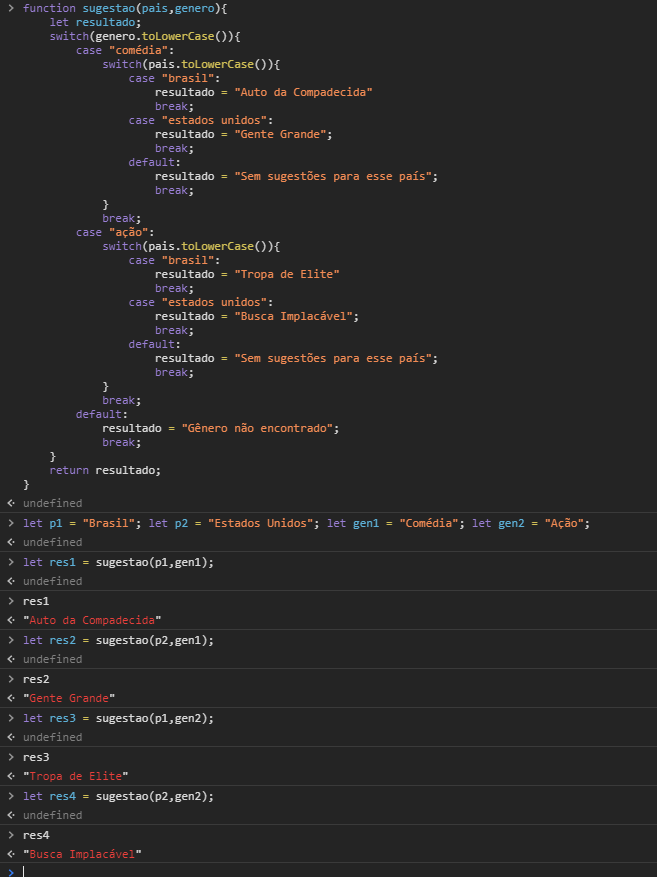 > function sugestao(pais,genero){
    let resultado;
    switch(genero.toLowerCase()){
        case "comédia":
            switch(pais.toLowerCase()){
                case "brasil":
                    resultado = "Auto da Compadecida"
                    break;
                case "estados unidos":
                    resultado = "Gente Grande";
                    break;
                default:
                    resultado = "Sem sugestões para esse país";
                    break;
            }
            break;
        case "ação":
            switch(pais.toLowerCase()){
                case "brasil":
                    resultado = "Tropa de Elite"
                    break;
                case "estados unidos":
                    resultado = "Busca Implacável";
                    break;
                default:
                    resultado = "Sem sugestões para esse país";
                    break;
            }
            break;
        default:
            resultado = "Gênero não encontrado";
            break;
    }
    return resultado;
}
undefined
> let p1 = "Brasil"; let p2 = "Estados Unidos"; let gen1 = "Comédia"; let gen2 = "Ação";
undefined
> let res1 = sugestao(p1,gen1);
undefined
> res1
"Auto da Compadecida"
> let res2 = sugestao(p2,gen1);
undefined
> res2
"Gente Grande"
> let res3 = sugestao(p1,gen2);
undefined
> res3
"Tropa de Elite"
> let res4 = sugestao(p2,gen2);
undefined
> res4
"Busca Implacável"
>